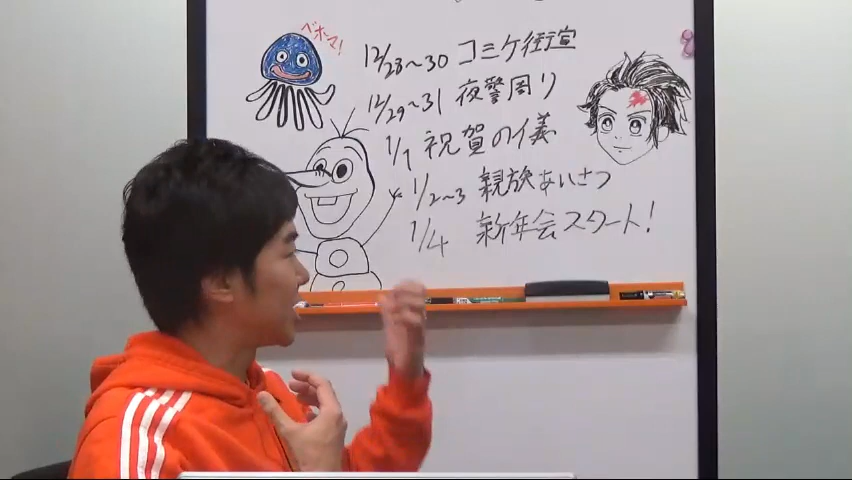 ベホマ!
12/28~30 コミケ街宣
12/29~31 夜警周り
1/1 祝賀の儀
1/2~3 親族あいさつ
1/4 新年会スタート!